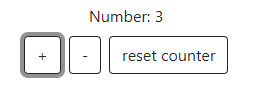 Number: 3
+ - reset counter